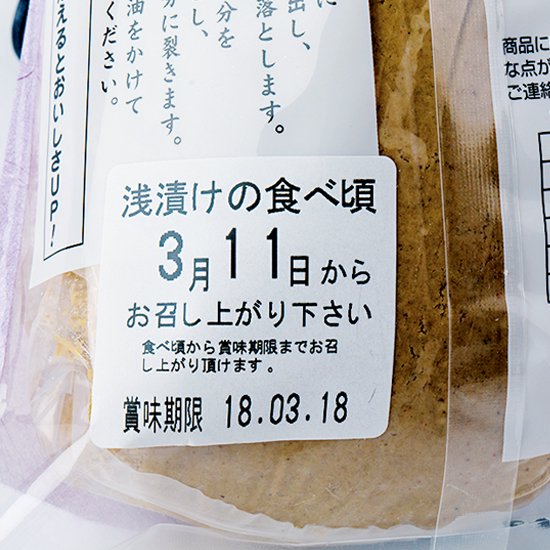 に
出し、
落とします。
分を
し、
分に裂きます。
油をかけて
ください。
えるとおいしさUP！
商品に
な点が
ご連絡
浅漬けの食べ頃
3月11日から
お召し上がり下さい
食べ頃から賞味期限までお召
し上がり頂けます。
賞味期限 18.03.18